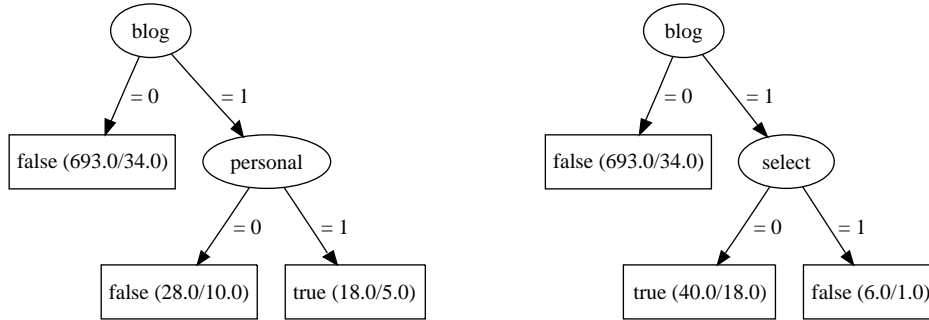 blog
= 0
= 1
false (693.0/34.0)
personal
= 0
= 1
false (28.0/10.0)
true (18.0/5.0)
blog
= 0
= 1
false (693.0/34.0)
select
= 0
= 1
true (40.0/18.0)
false (6.0/1.0)